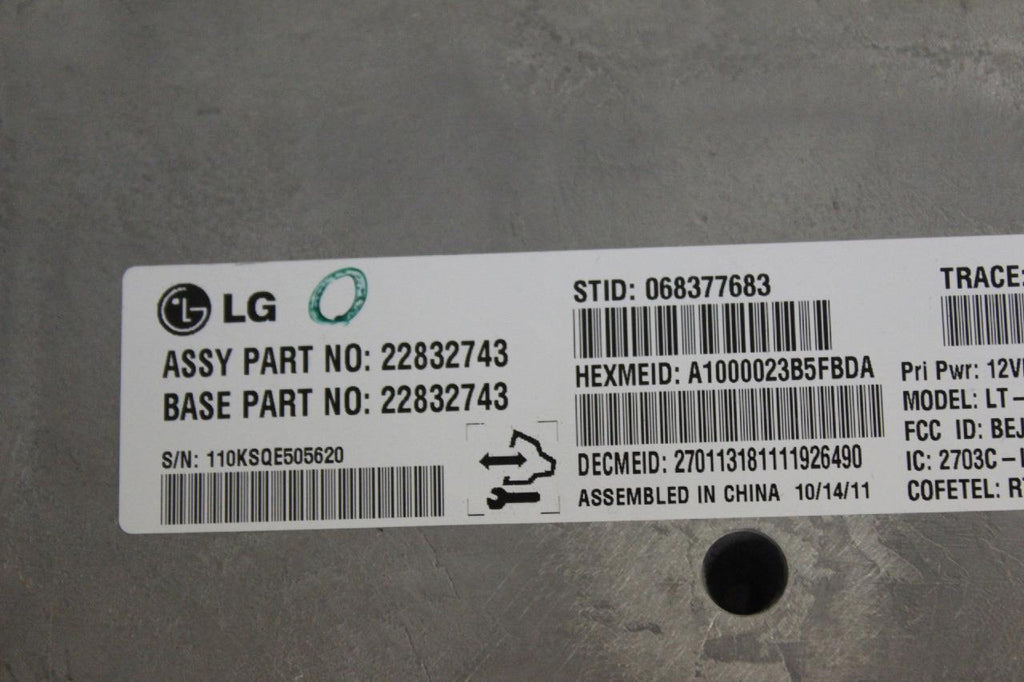 LG O
ASSY PART NO: 22832743
BASE PART NO: 22832743
S/N: 110KSQE505620
STID: 068377683
HEXMEID: A1000023B5FBDA
DECMEID: 270113181111926490
ASSEMBLED IN CHINA 10/14/11
TRACE:
Pri Pwr: 12V
MODEL: LT-
FCC ID: BEJ
IC: 2703C-
COFETEL: R